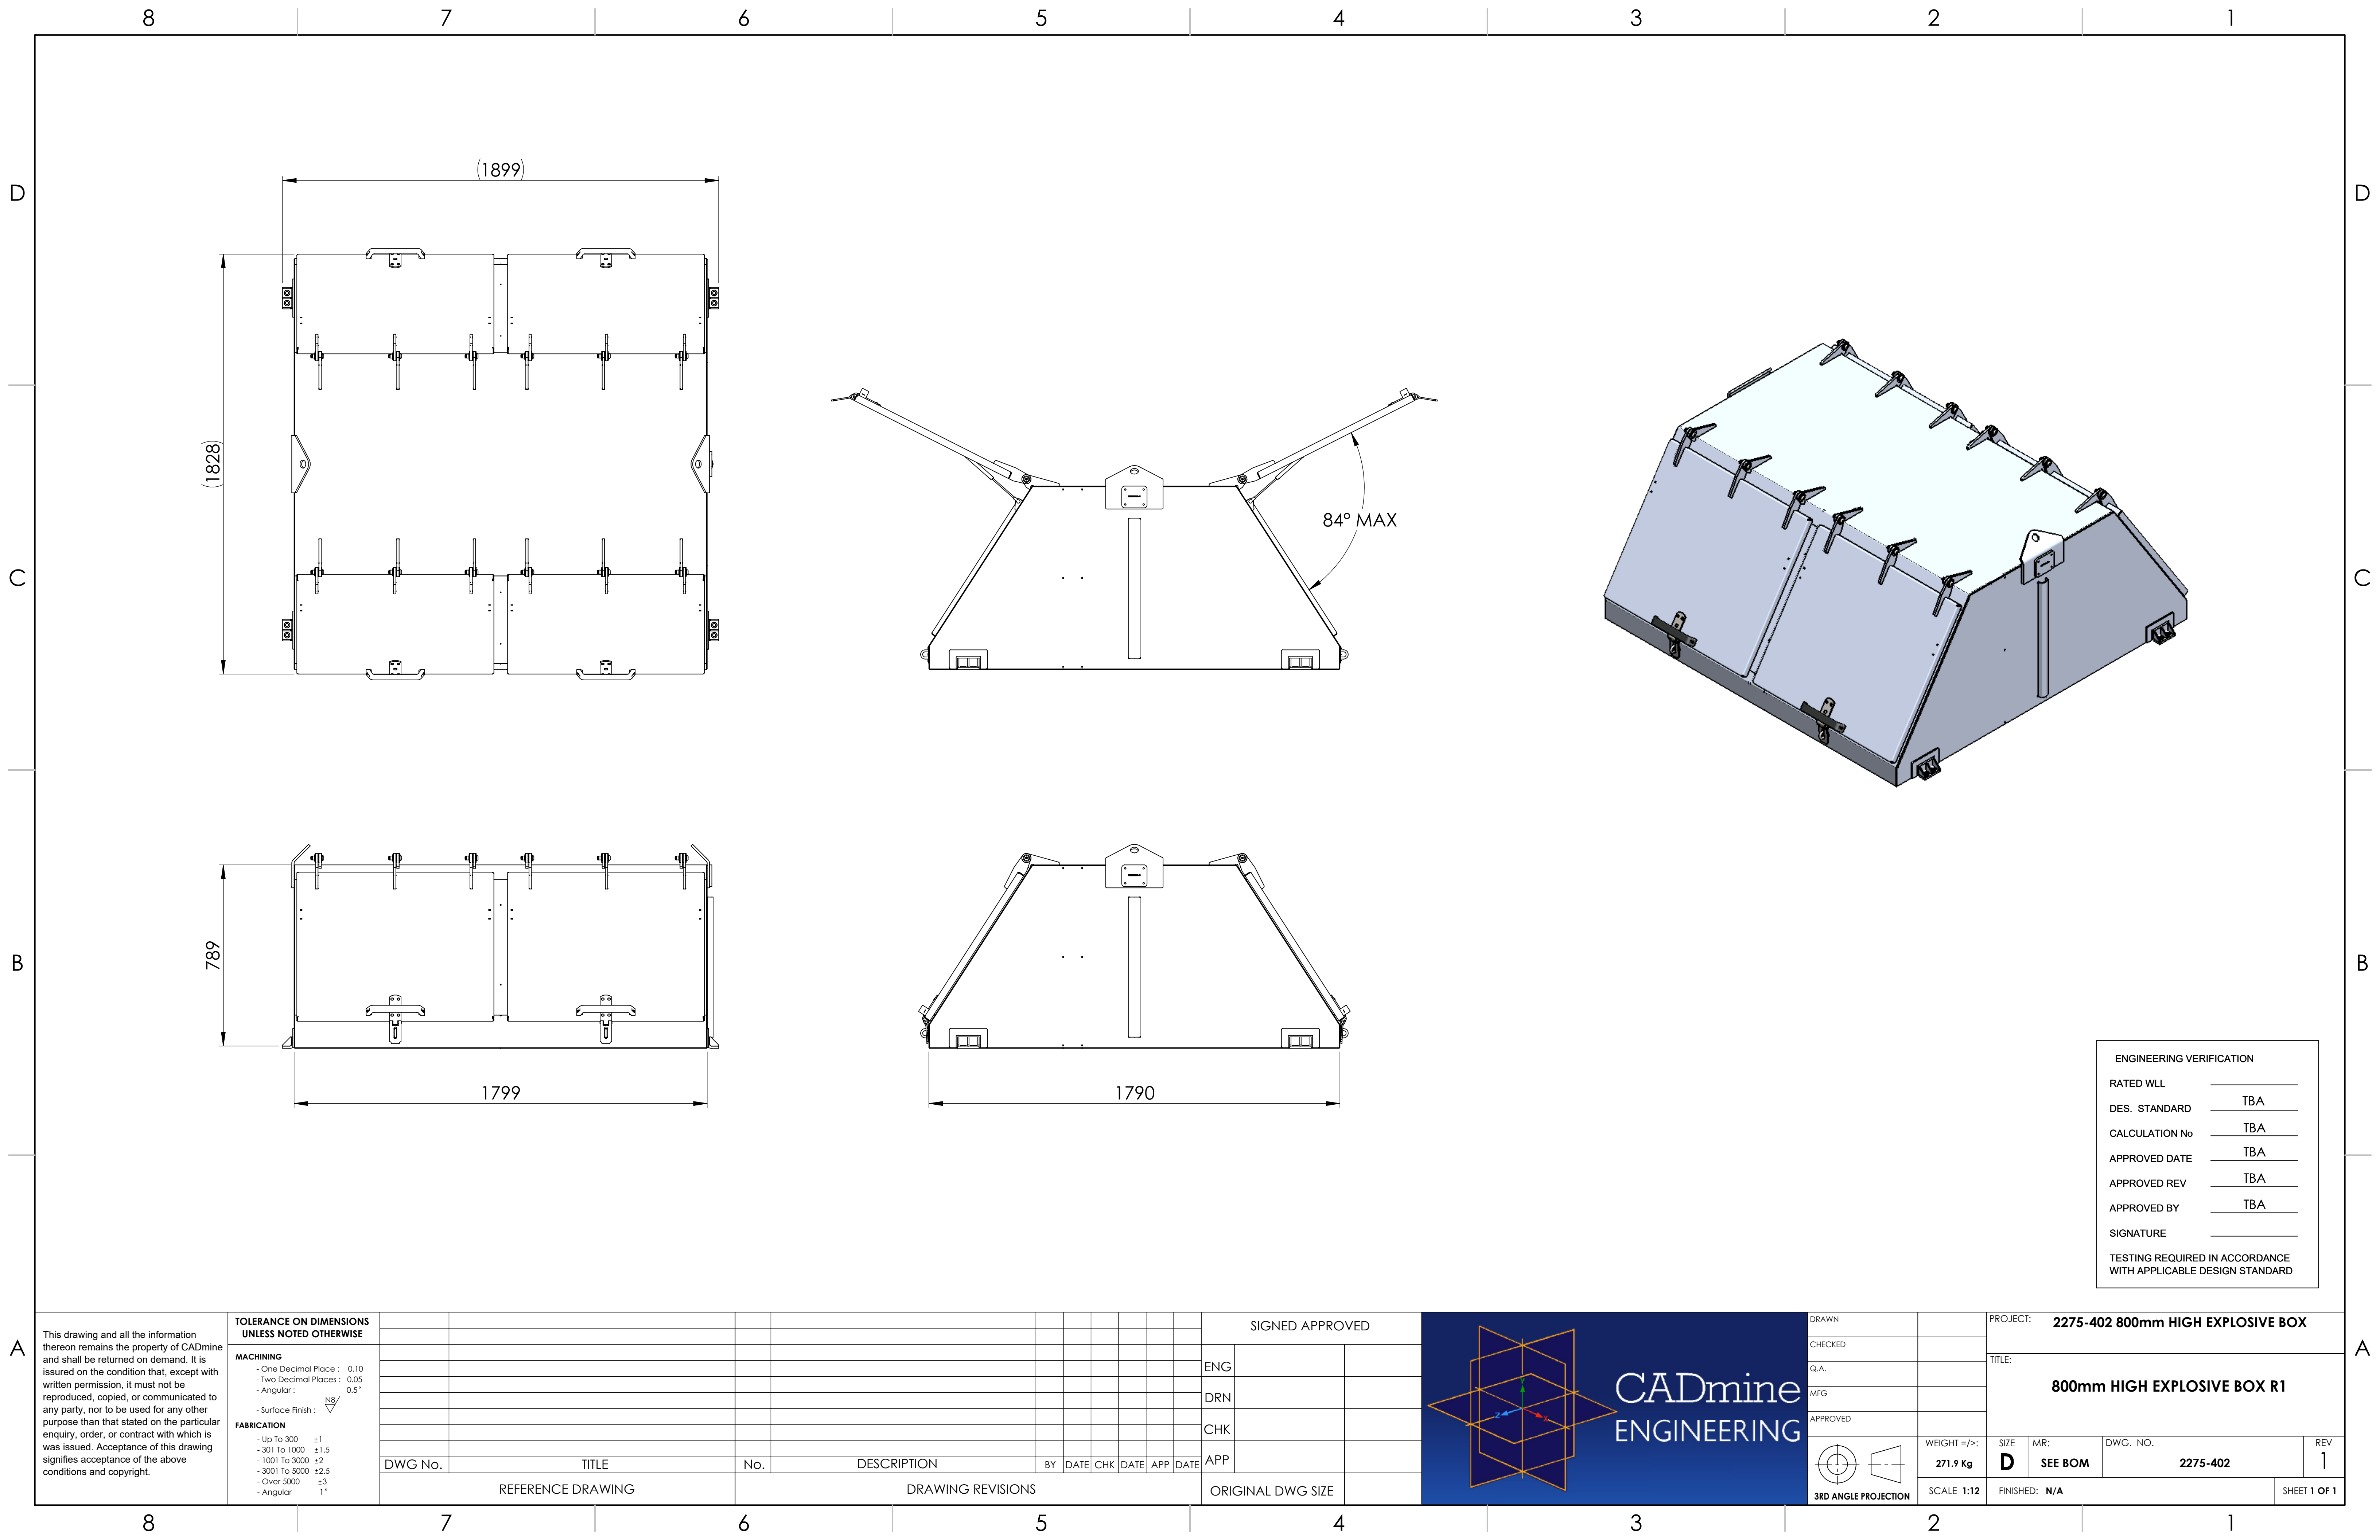 8 7 6 5 4 3 2 1
D D
C C
B B
A A
(1899)
(1828)
84° MAX
789
1799
1790
ENGINEERING VERIFICATION
RATED WLL
DES. STANDARD TBA
CALCULATION No TBA
APPROVED DATE TBA
APPROVED REV TBA
APPROVED BY TBA
SIGNATURE
TESTING REQUIRED IN ACCORDANCE
WITH APPLICABLE DESIGN STANDARD
This drawing and all the information
thereon remains the property of CADmine
and shall be returned on demand. It is
issured on the condition that, except with
written permission, it must not be
reproduced, copied, or communicated to
any party, nor to be used for any other
purpose than that stated on the particular
enquiry, order, or contract with which is
was issued. Acceptance of this drawing
signifies acceptance of the above
conditions and copyright.
TOLERANCE ON DIMENSIONS
UNLESS NOTED OTHERWISE
MACHINING
- One Decimal Place : 0.10
- Two Decimal Places : 0.05
- Angular : 0.5°
- Surface Finish : N8
FABRICATION
- Up To 300 ±1
- 301 To 1000 ±1.5
- 1001 To 3000 ±2
- 3001 To 5000 ±2.5
- Over 5000 ±3
- Angular 1°
DWG No. TITLE
REFERENCE DRAWING
No. DESCRIPTION BY DATE CHK DATE APP DATE
DRAWING REVISIONS
SIGNED APPROVED
ENG
DRN
CHK
APP
ORIGINAL DWG SIZE
Y
Z
X
CADmine
ENGINEERING
DRAWN
CHECKED
Q.A.
MFG
APPROVED
3RD ANGLE PROJECTION
PROJECT: 2275-402 800mm HIGH EXPLOSIVE BOX
TITLE:
800mm HIGH EXPLOSIVE BOX R1
WEIGHT =/>: SIZE MR: DWG. NO. REV
271.9 Kg D SEE BOM 2275-402 1
SCALE 1:12 FINISHED: N/A SHEET 1 OF 1
8 7 6 5 4 3 2 1